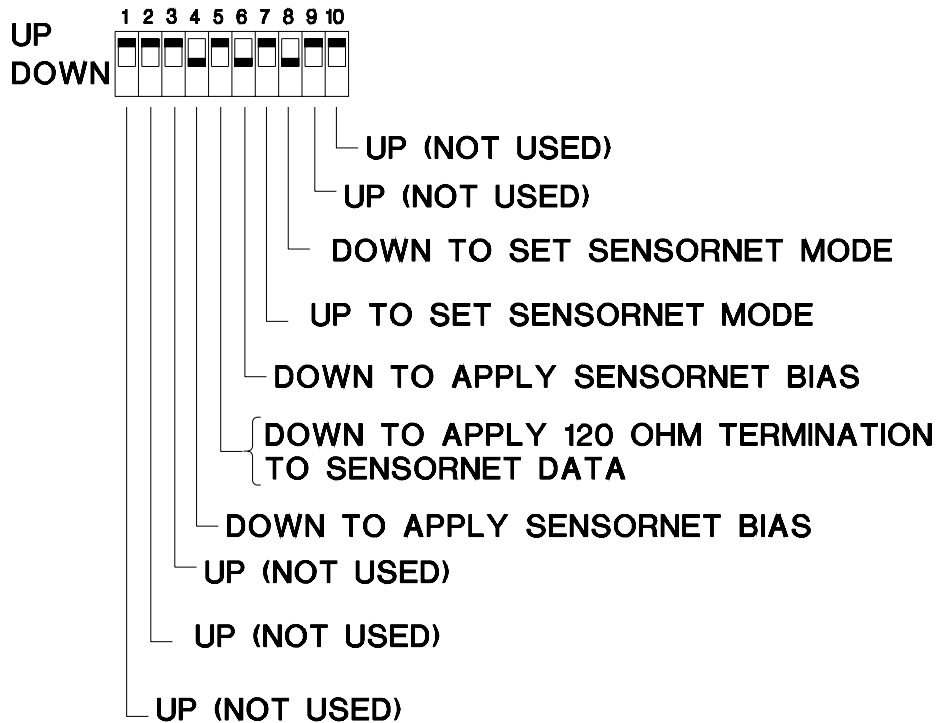 1 2 3 4 5 6 7 8 9 10
UP
DOWN
UP (NOT USED)
UP (NOT USED)
DOWN TO SET SENSORNET MODE
UP TO SET SENSORNET MODE
DOWN TO APPLY SENSORNET BIAS
DOWN TO APPLY 120 OHM TERMINATION
TO SENSORNET DATA
DOWN TO APPLY SENSORNET BIAS
UP (NOT USED)
UP (NOT USED)
UP (NOT USED)